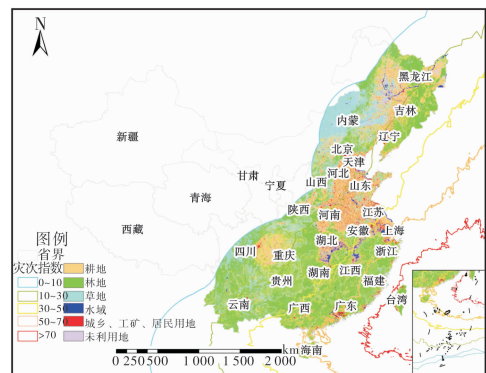 N
黑龙江
吉林
内蒙
辽宁
新疆
北京
天津
甘肃
河北
宁夏
山西
山东
青海
陕西
河南
江苏
西藏
安徽
上海
四川
湖北
重庆
浙江
湖南
江西
贵州
福建
云南
广西
广东
台湾
海南
图例
省界
灾次指数
0-10
10-30
30-50
50-70
>70
耕地
林地
草地
水域
城乡、工矿、居民用地
未利用地
0 250 500 1 000 1 500 2 000
km